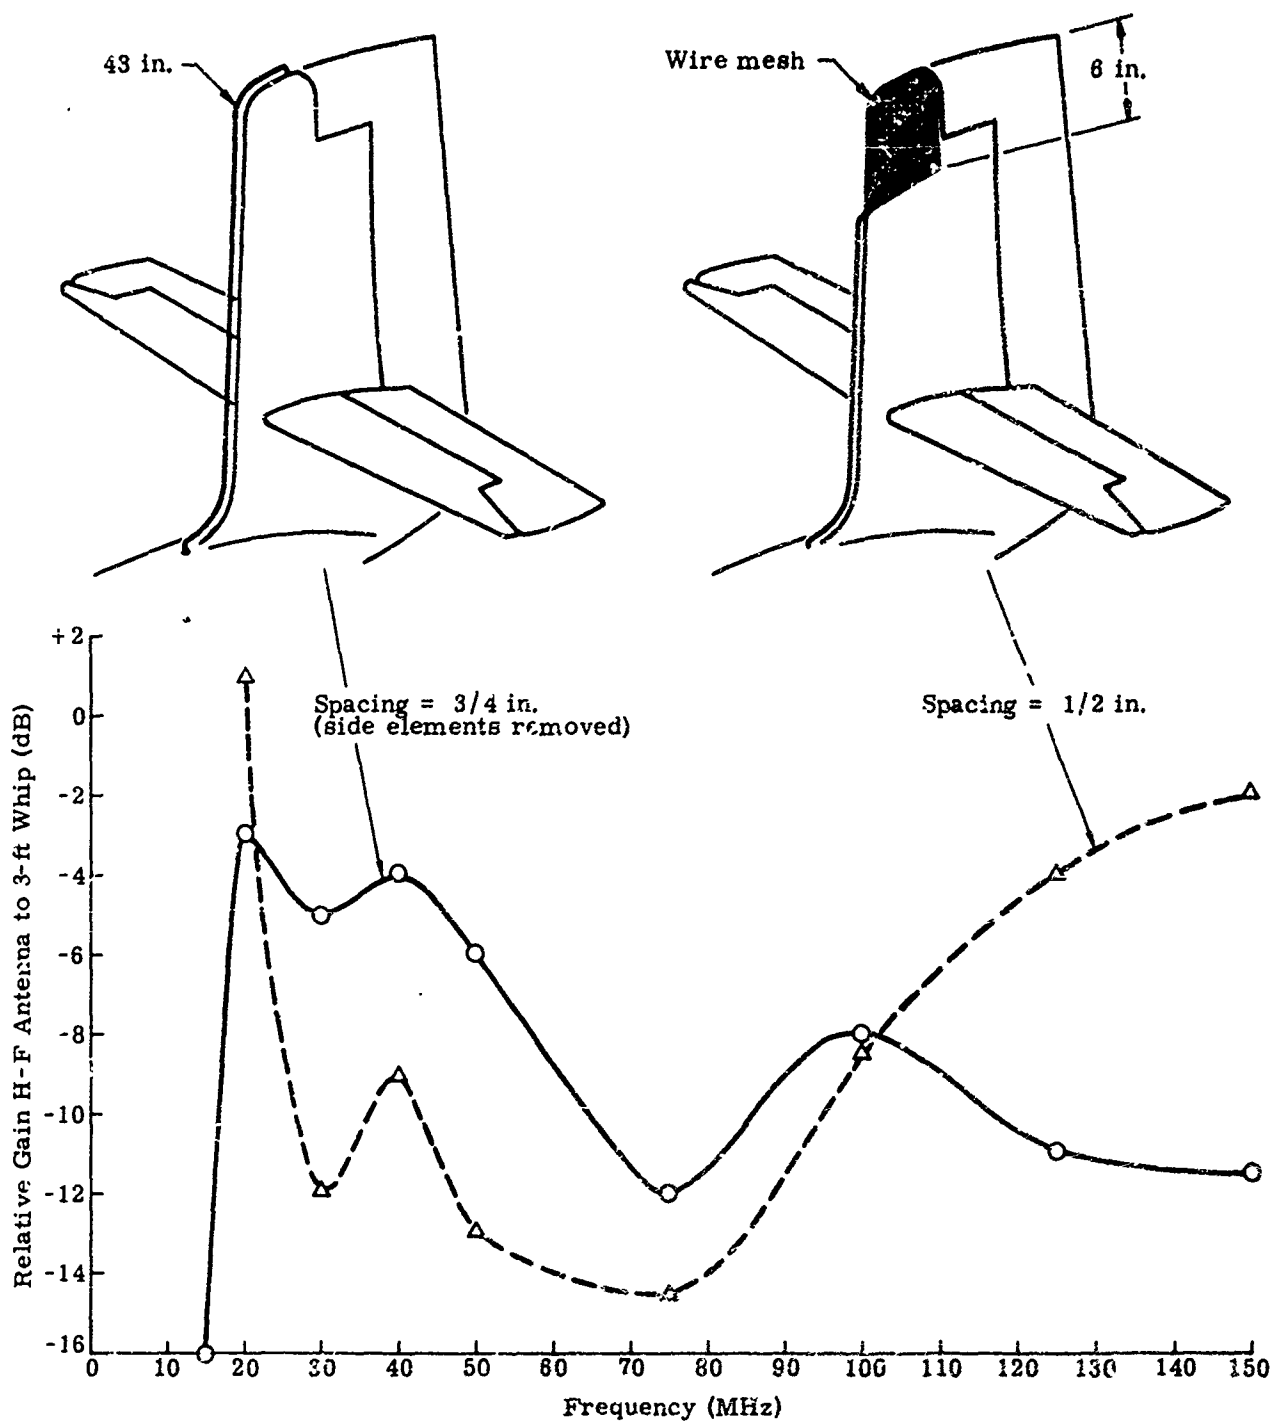 43 in.
Wire mesh
6 in.
Spacing = 3/4 in.
(side elements removed)
Spacing = 1/2 in.
Relative Gain H-F Antenna to 3-ft Whip (dB)
+2
0
-2
-4
-6
-8
-10
-12
-14
-16
0 10 20 30 40 50 60 70 80 90 100 110 120 130 140 150
Frequency (MHz)